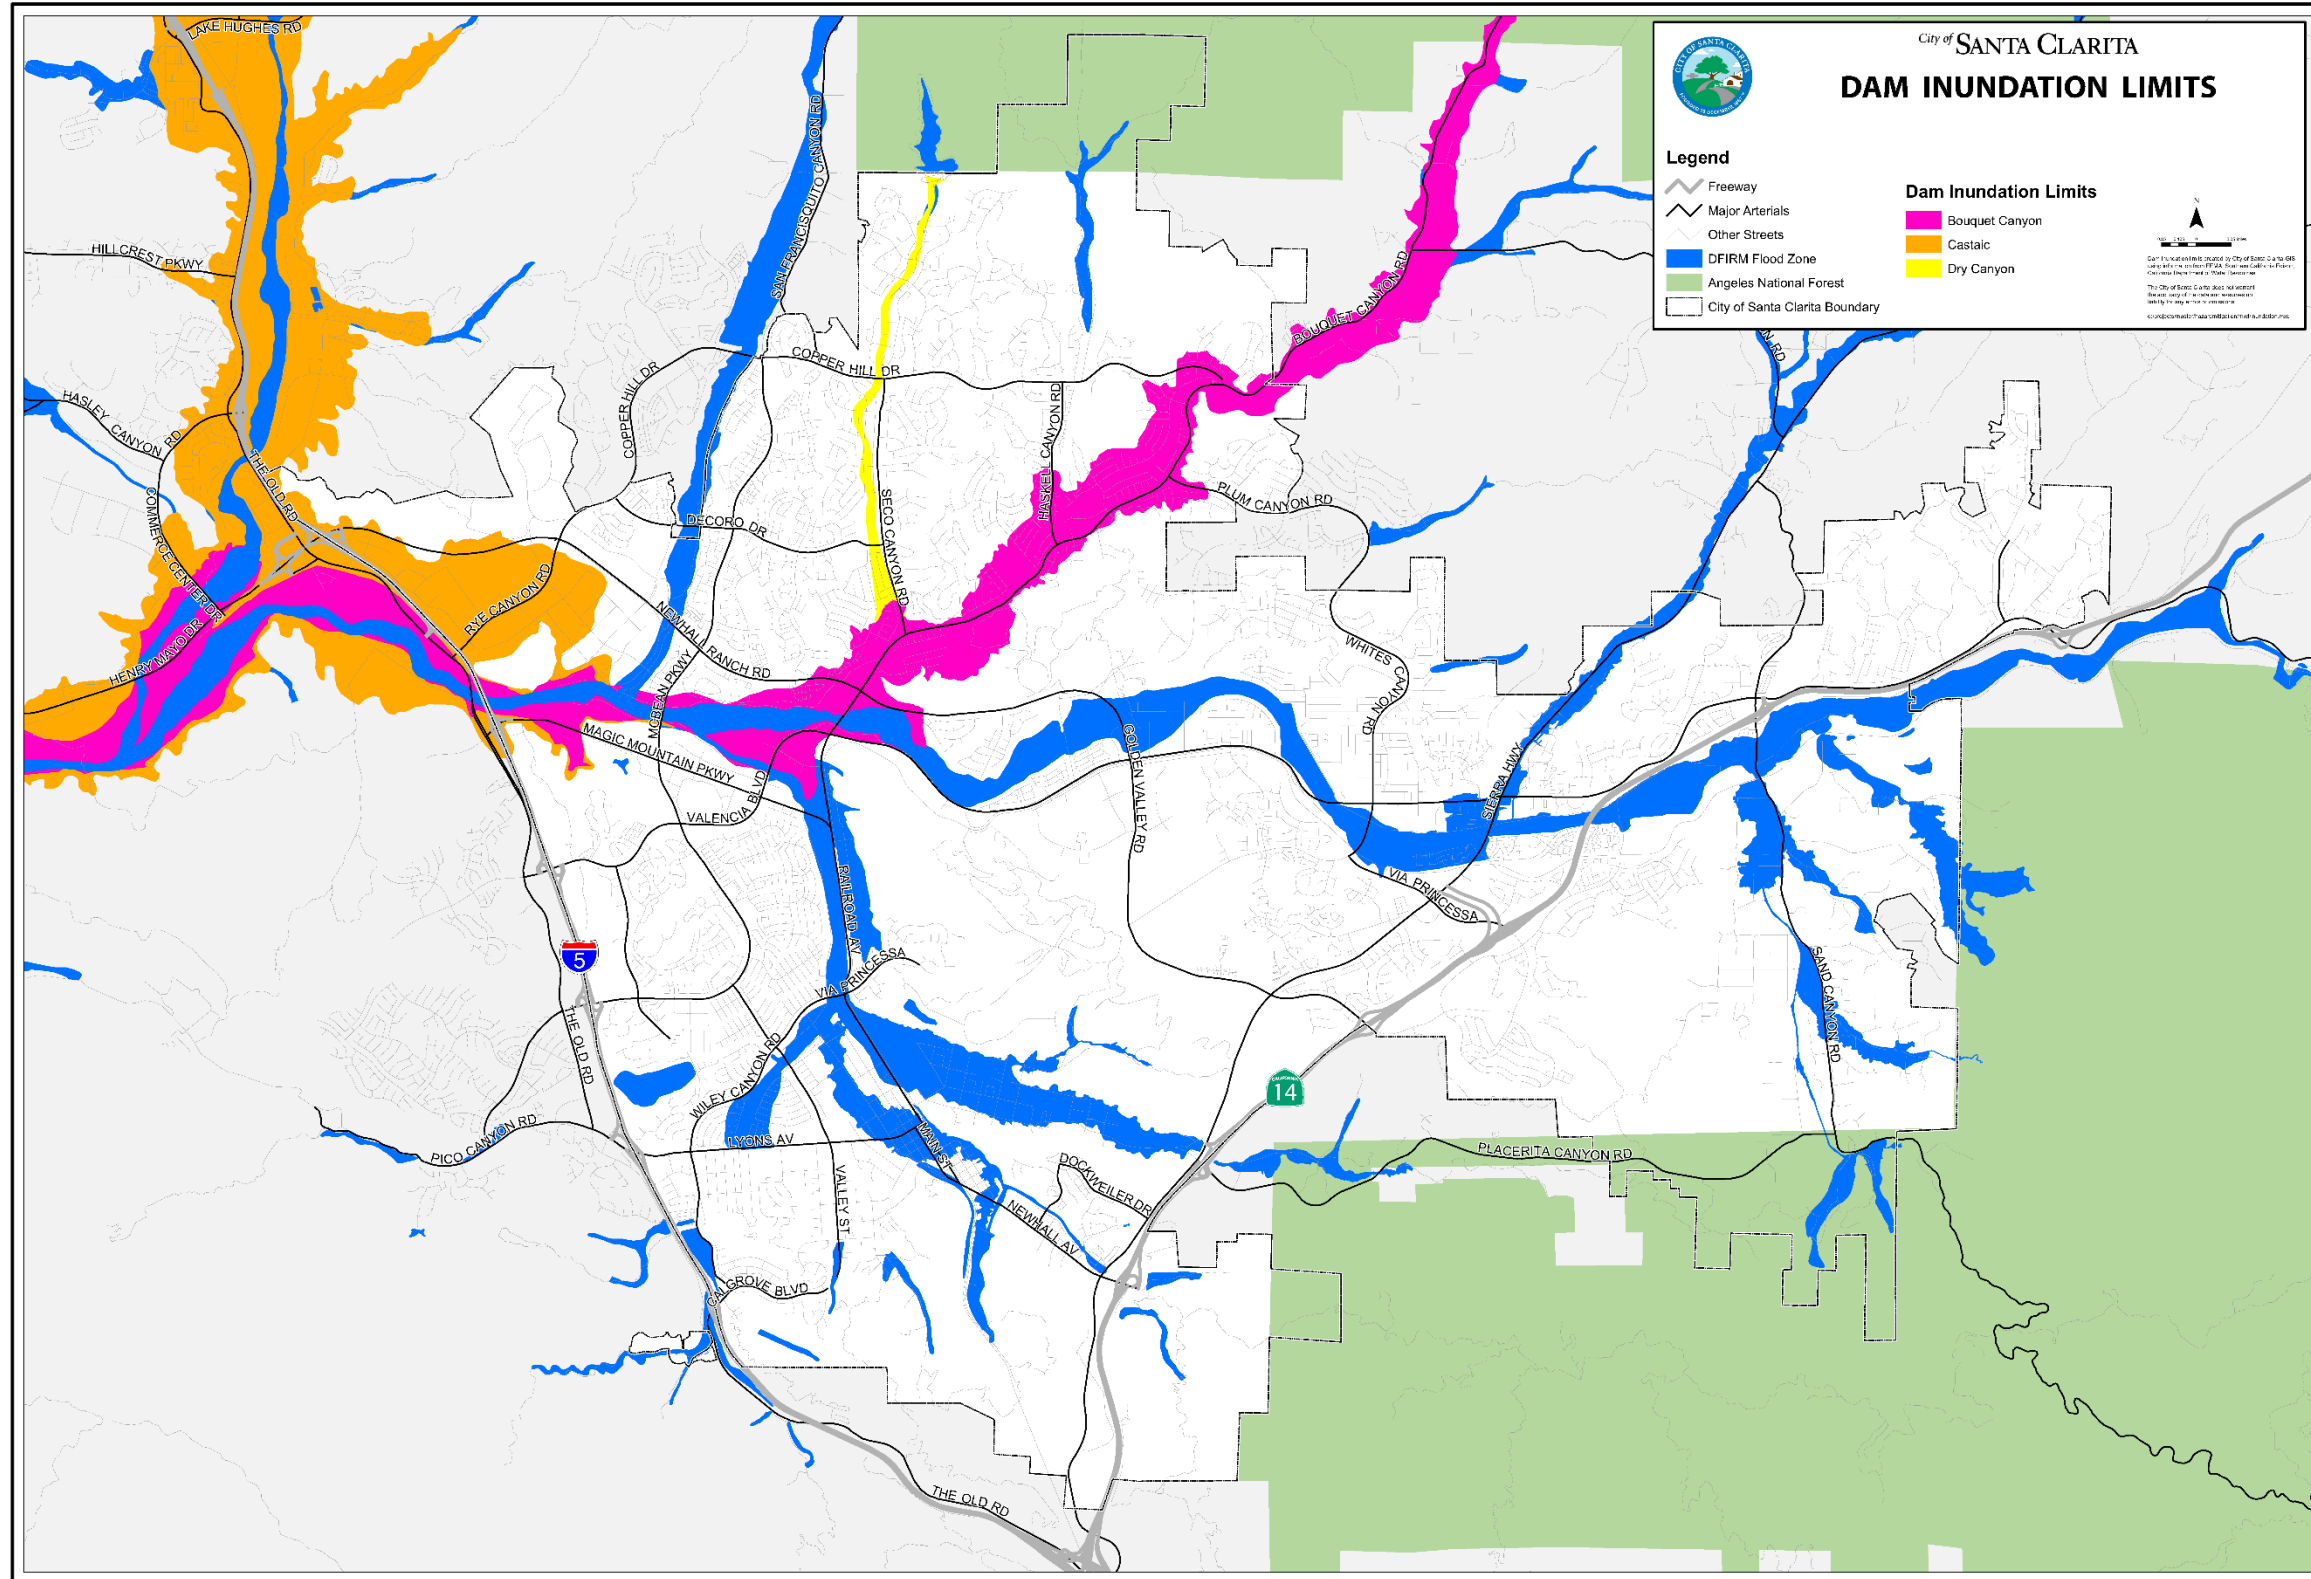 City of SANTA CLARITA
DAM INUNDATION LIMITS
CITY OF SANTA CLARITA
Legend
Freeway
Major Arterials
Other Streets
DFIRM Flood Zone
Angeles National Forest
City of Santa Clarita Boundary
Dam Inundation Limits
Bouquet Canyon
Castaic
Dry Canyon
N
LAKE HUGHES RD
SAN FRANCISQUITO CANYON RD
HILLCREST PKWY
BOUQUET CANYON RD
COPPER HILL DR
COPPER HILL DR
HASLEY CANYON RD
HASKELL CANYON RD
THE OLD RD
COMMERCE CENTER DR
SECO CANYON RD
PLUM CANYON RD
DECORO DR
RYE CANYON RD
NEWHALL RANCH RD
HENRY MAYO DR
MCBEAN PKWY
WHITES CANYON RD
MAGIC MOUNTAIN PKWY
GOLDEN VALLEY RD
VALENCIA BLVD
SIERRA HWY
RAILROAD AV
VIA PRINCESSA
5
VIA PRINCESSA
SAND CANYON RD
THE OLD RD
WILEY CANYON RD
CALIFORNIA
14
PICO CANYON RD
LYONS AV
MAIN ST
PLACERITA CANYON RD
DOCKWEILER DR
VALLEY ST
NEWHALL AV
CALGROVE BLVD
THE OLD RD